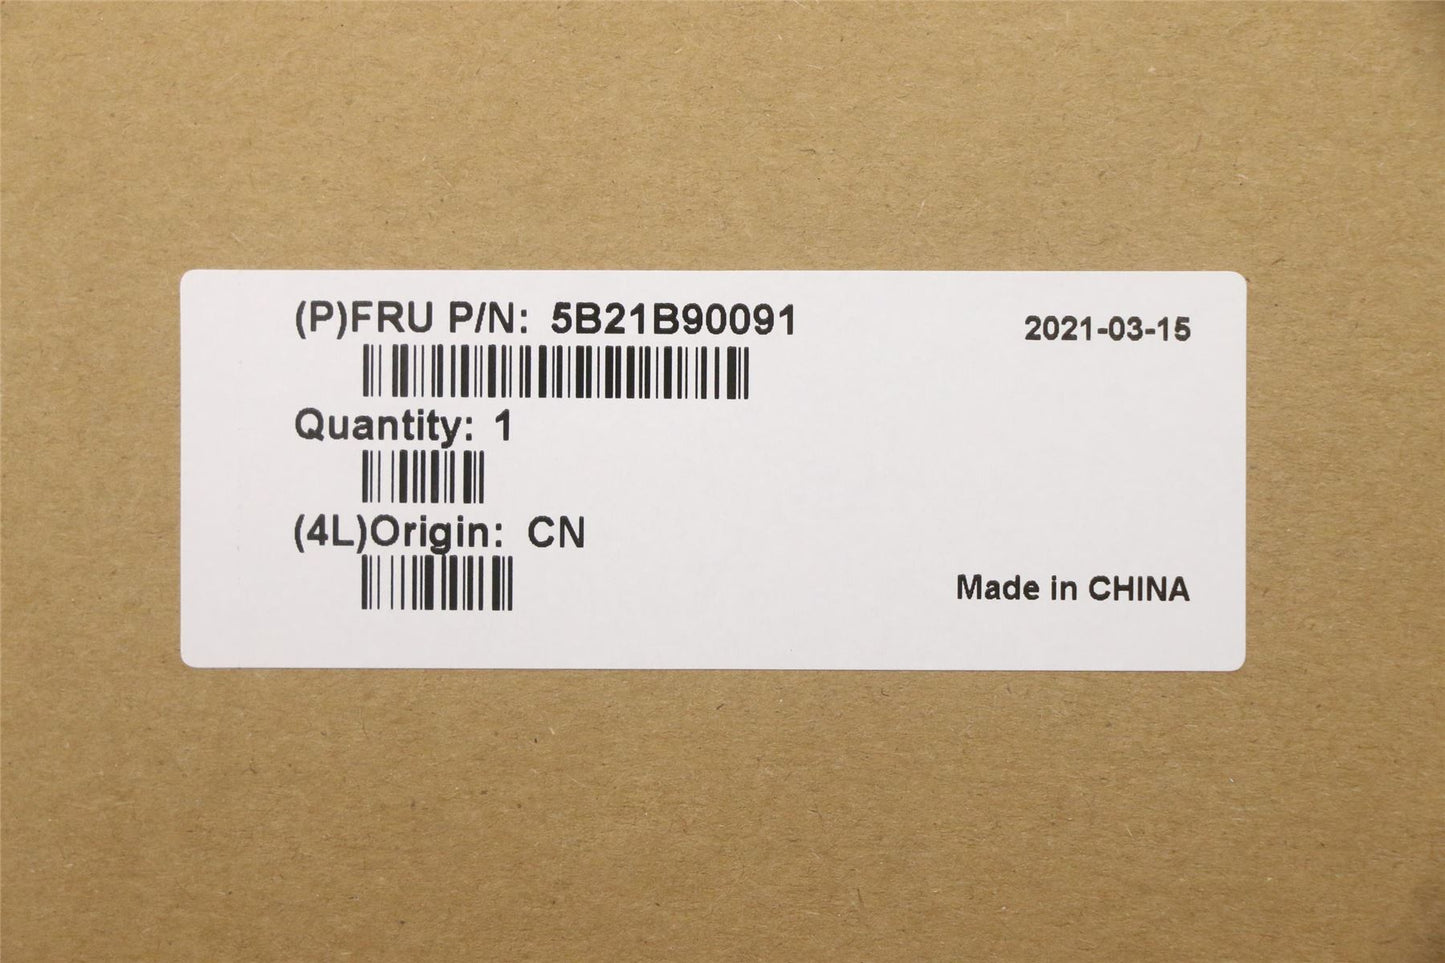 (P)FRU P/N: 5B21B90091
2021-03-15
Quantity: 1
(4L)Origin: CN
Made in CHINA